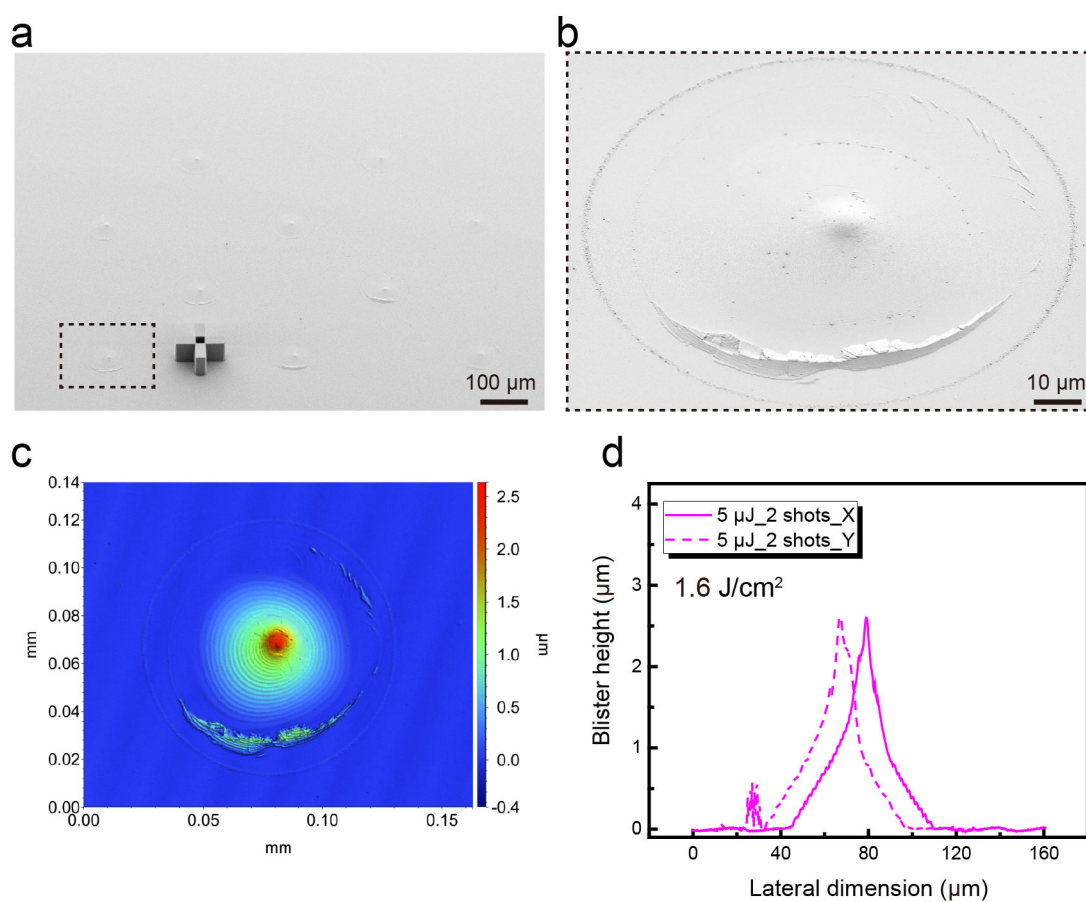 a
100 μm
b
10 μm
c
0.14
0.12
0.10
0.08
0.06
0.04
0.02
0.00
mm
0.00
0.05
0.10
0.15
mm
2.5
2.0
1.5
1.0
0.5
0.0
-0.4
μm
d
5 μJ_2 shots_X
5 μJ_2 shots_Y
1.6 J/cm²
4
3
2
1
0
Blister height (μm)
0
40
80
120
160
Lateral dimension (μm)